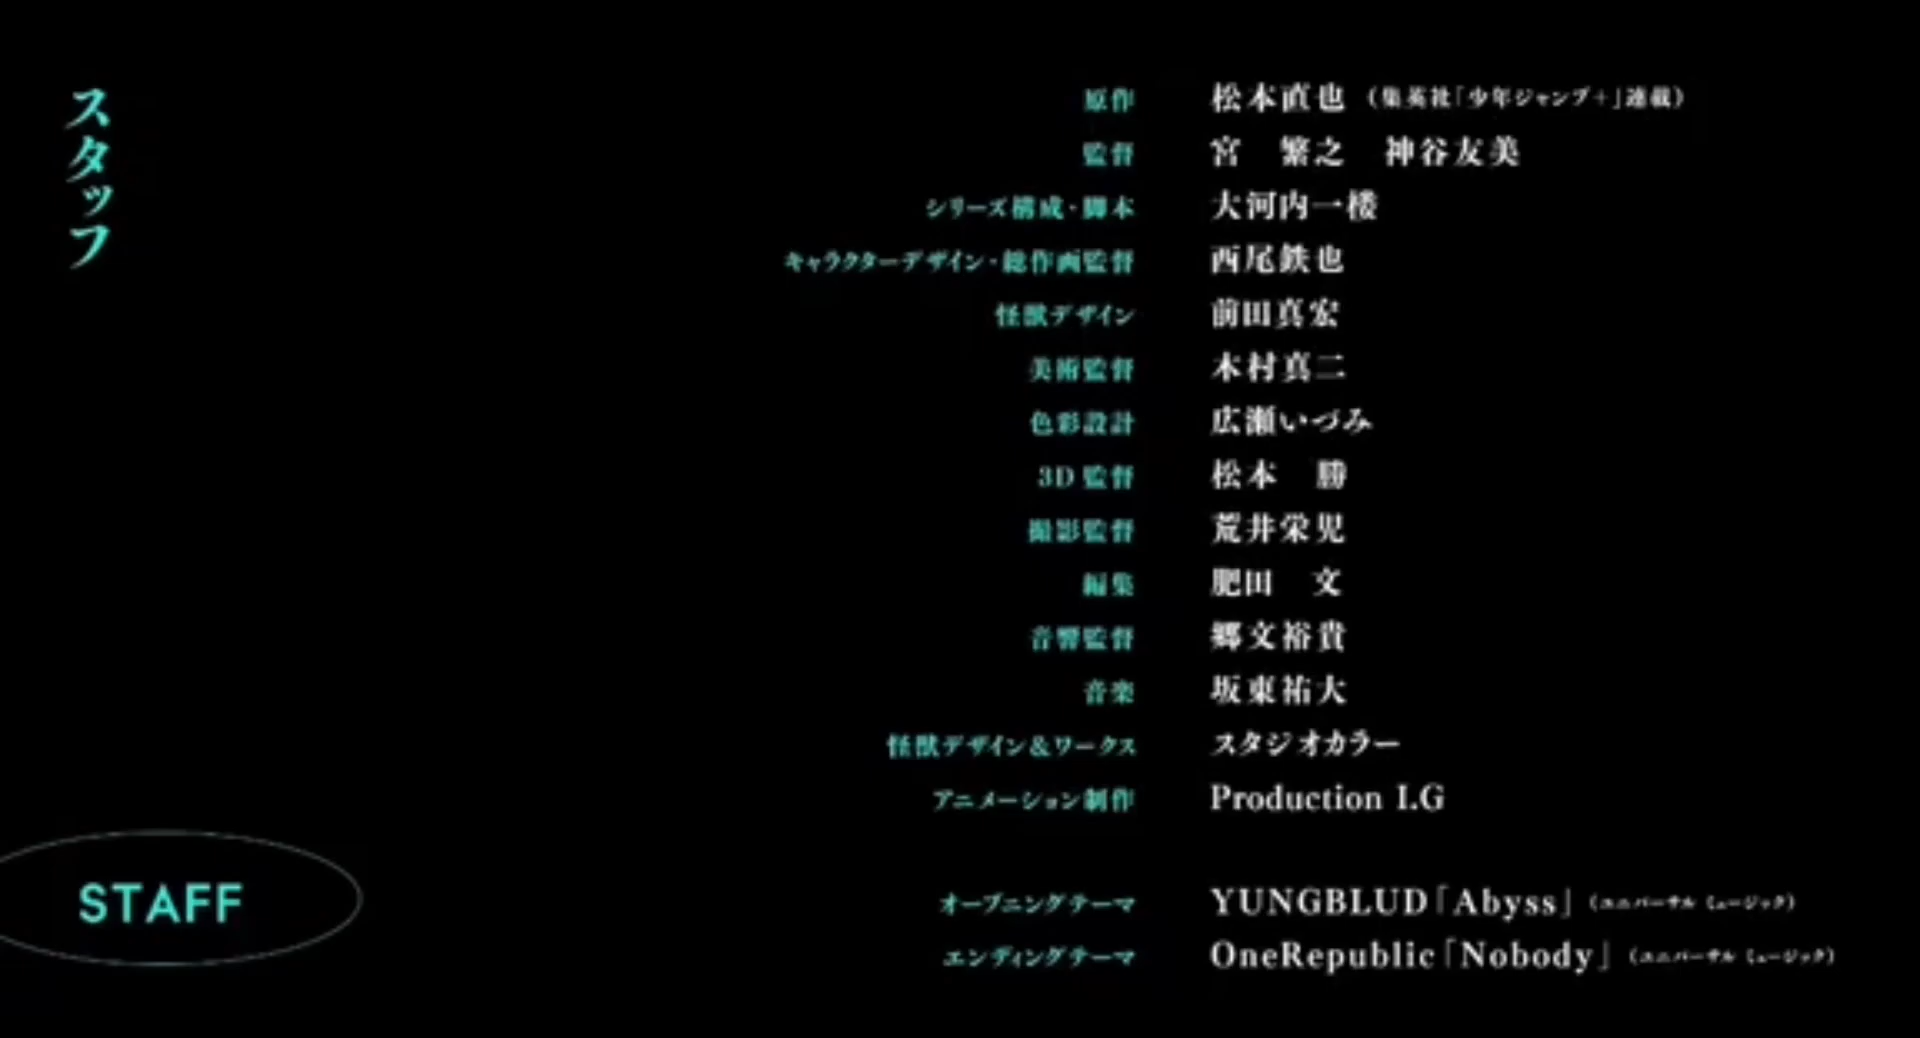 スタッフ
原作 松本直也 (集英社「少年ジャンプ+」連載)
監督 宮 繁之 神谷友美
シリーズ構成・脚本 大河内一楼
キャラクターデザイン・総作画監督 西尾鉄也
怪獣デザイン 前田真宏
美術監督 木村真二
色彩設計 広瀬いづみ
3D 監督 松本 勝
撮影監督 荒井栄児
編集 肥田 文
音響監督 郷文裕貴
音楽 坂東祐大
怪獣デザイン&ワークス スタジオカラー
アニメーション制作 Production I.G
STAFF
オープニングテーマ YUNGBLUD「Abyss」 (ユニバーサル ミュージック)
エンディングテーマ OneRepublic「Nobody」 (ユニバーサル ミュージック)